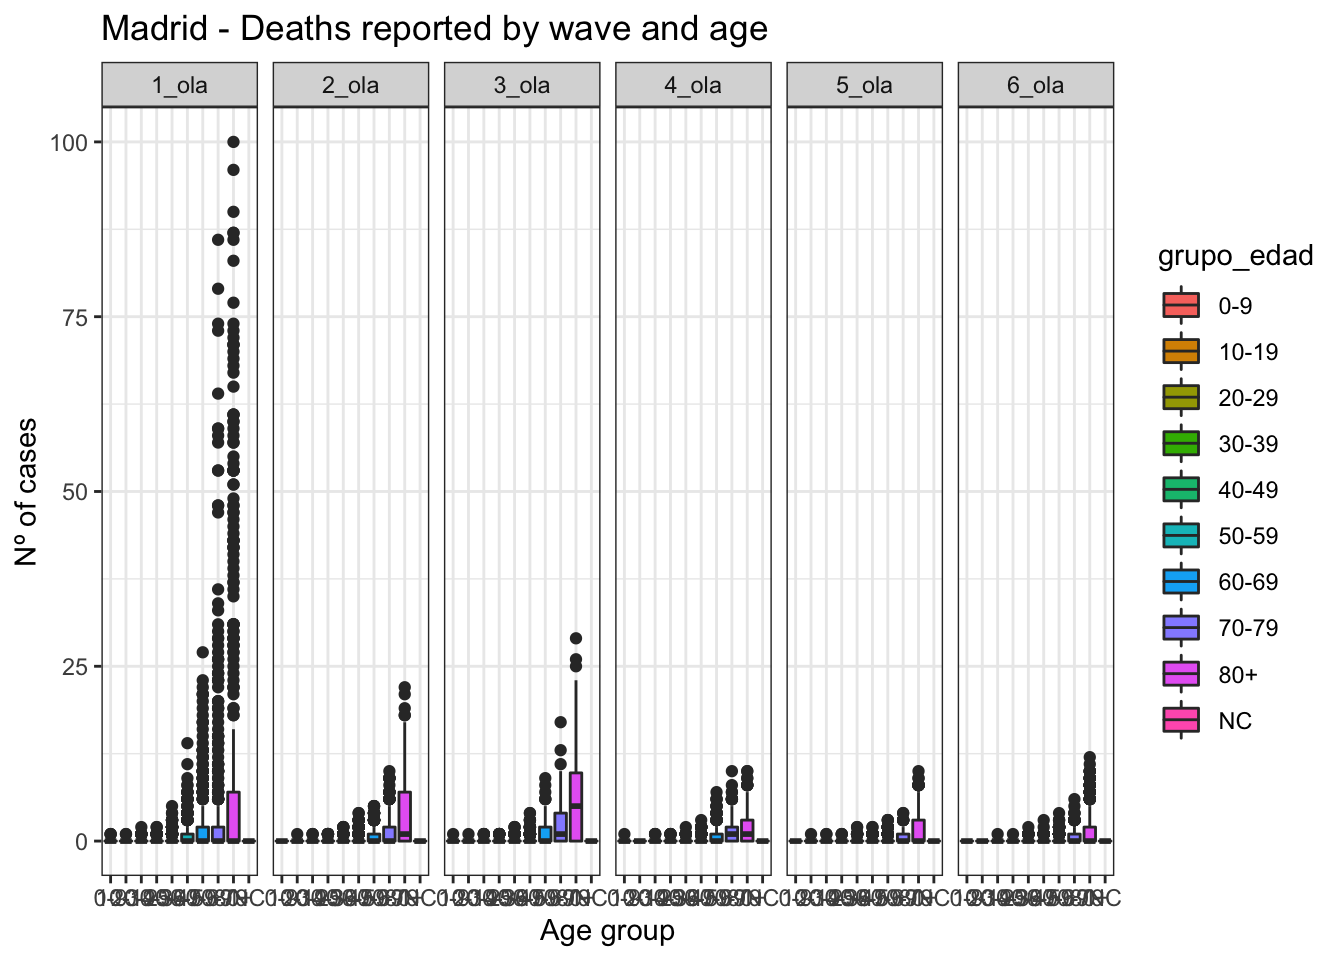 Madrid - Deaths reported by wave and age
1_ola
2_ola
3_ola
4_ola
5_ola
6_ola
100
75
50
25
0
Nº of cases
Age group
grupo_edad
0-9
10-19
20-29
30-39
40-49
50-59
60-69
70-79
80+
NC